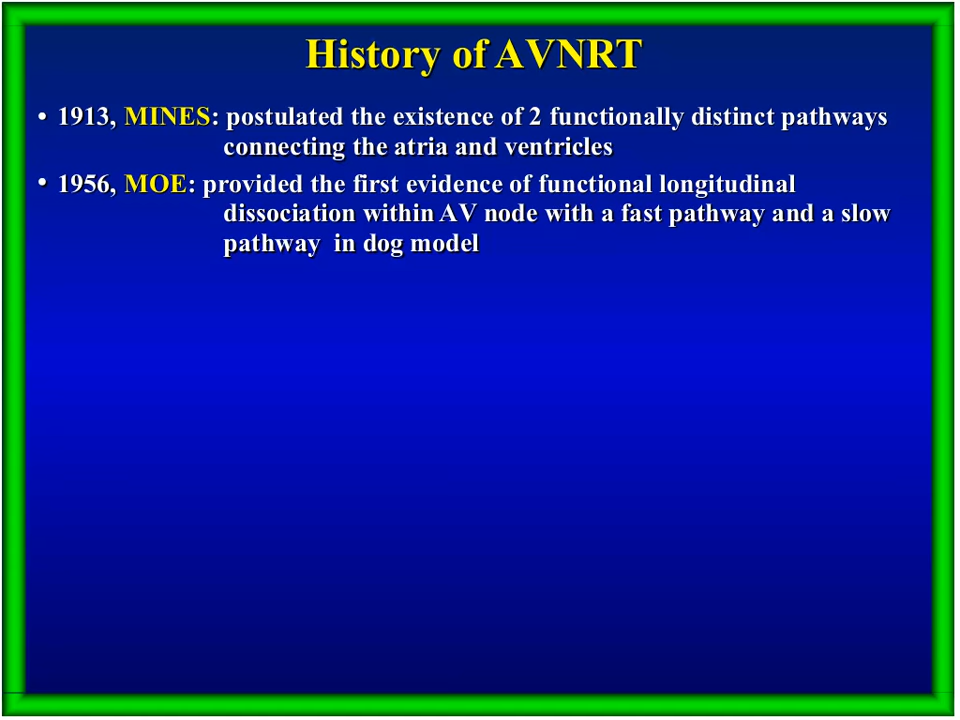 History of AVNRT
• 1913, MINES: postulated the existence of 2 functionally distinct pathways
connecting the atria and ventricles
• 1956, MOE: provided the first evidence of functional longitudinal
dissociation within AV node with a fast pathway and a slow
pathway in dog model